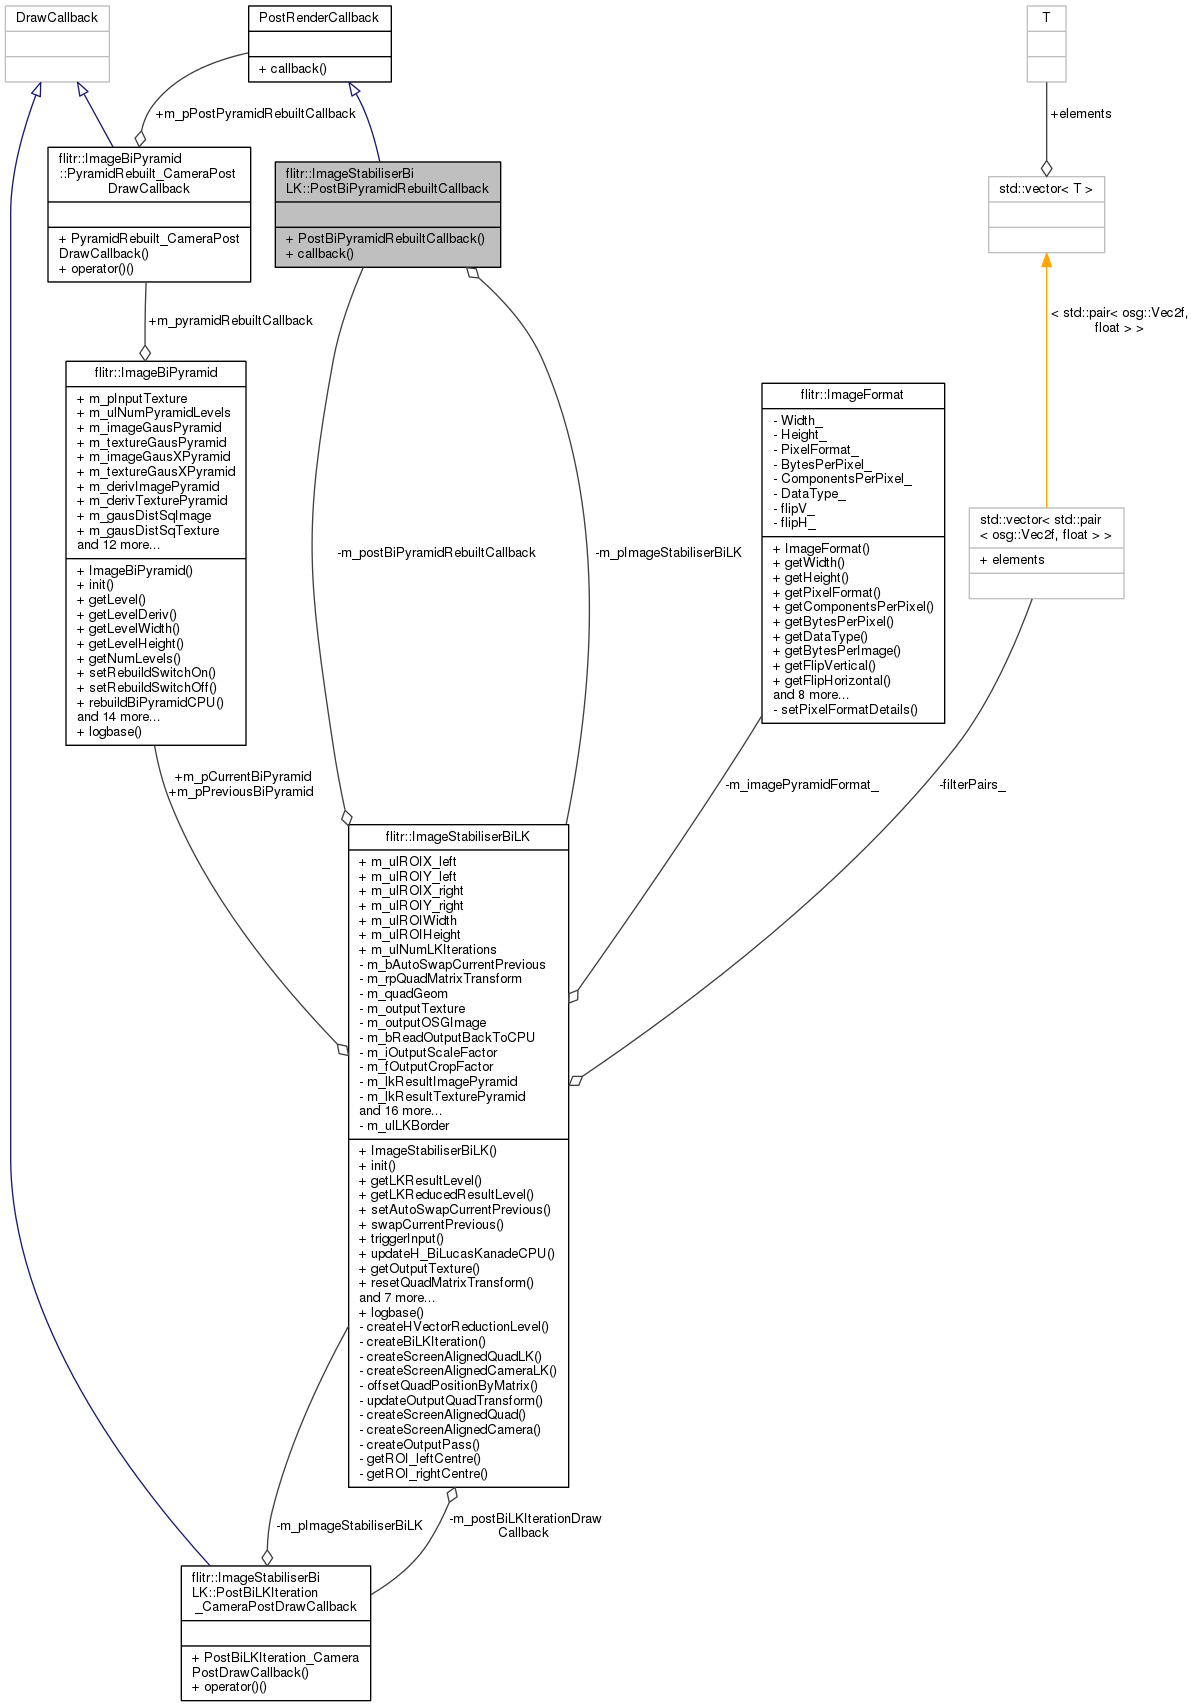 DrawCallback
PostRenderCallback
+ callback()
T
+m_pPostPyramidRebuiltCallback
+elements
flitr::ImageBiPyramid
::PyramidRebuilt_CameraPost
DrawCallback
+ PyramidRebuilt_CameraPost
DrawCallback()
+ operator()()
flitr::ImageStabiliserBi
LK::PostBiPyramidRebuiltCallback
+ PostBiPyramidRebuiltCallback()
+ callback()
std::vector< T >
+m_pyramidRebuiltCallback
< std::pair< osg::Vec2f,
float > >
flitr::ImageBiPyramid
+ m_pInputTexture
+ m_ulNumPyramidLevels
+ m_imageGausPyramid
+ m_textureGausPyramid
+ m_imageGausXPyramid
+ m_textureGausXPyramid
+ m_derivImagePyramid
+ m_derivTexturePyramid
+ m_gausDistSqImage
+ m_gausDistSqTexture
and 12 more...
+ ImageBiPyramid()
+ init()
+ getLevel()
+ getLevelDeriv()
+ getLevelWidth()
+ getLevelHeight()
+ getNumLevels()
+ setRebuildSwitchOn()
+ setRebuildSwitchOff()
+ rebuildBiPyramidCPU()
and 14 more...
+ logbase()
-m_postBiPyramidRebuiltCallback
-m_pImageStabiliserBiLK
flitr::ImageFormat
- Width_
- Height_
- PixelFormat_
- BytesPerPixel_
- ComponentsPerPixel_
- DataType_
- flipV_
- flipH_
+ ImageFormat()
+ getWidth()
+ getHeight()
+ getPixelFormat()
+ getComponentsPerPixel()
+ getBytesPerPixel()
+ getDataType()
+ getBytesPerImage()
+ getFlipVertical()
+ getFlipHorizontal()
and 8 more...
- setPixelFormatDetails()
std::vector< std::pair
< osg::Vec2f, float > >
+ elements
+m_pCurrentBiPyramid
+m_pPreviousBiPyramid
-m_imagePyramidFormat_
-filterPairs_
flitr::ImageStabiliserBiLK
+ m_ulROIX_left
+ m_ulROIY_left
+ m_ulROIX_right
+ m_ulROIY_right
+ m_ulROIWidth
+ m_ulROIHeight
+ m_ulNumLKIterations
- m_bAutoSwapCurrentPrevious
- m_rpQuadMatrixTransform
- m_quadGeom
- m_outputTexture
- m_outputOSGImage
- m_bReadOutputBackToCPU
- m_iOutputScaleFactor
- m_fOutputCropFactor
- m_lkResultImagePyramid
- m_lkResultTexturePyramid
and 16 more...
- m_ulLKBorder
+ ImageStabiliserBiLK()
+ init()
+ getLKResultLevel()
+ getLKReducedResultLevel()
+ setAutoSwapCurrentPrevious()
+ swapCurrentPrevious()
+ triggerInput()
+ updateH_BiLucasKanadeCPU()
+ getOutputTexture()
+ resetQuadMatrixTransform()
and 7 more...
+ logbase()
- createHVectorReductionLevel()
- createBiLKIteration()
- createScreenAlignedQuadLK()
- createScreenAlignedCameraLK()
- offsetQuadPositionByMatrix()
- updateOutputQuadTransform()
- createScreenAlignedQuad()
- createScreenAlignedCamera()
- createOutputPass()
- getROI_leftCentre()
- getROI_rightCentre()
-m_pImageStabiliserBiLK
-m_postBiLKIterationDraw
Callback
flitr::ImageStabiliserBi
LK::PostBiLKIteration
_CameraPostDrawCallback
+ PostBiLKIteration_Camera
PostDrawCallback()
+ operator()()